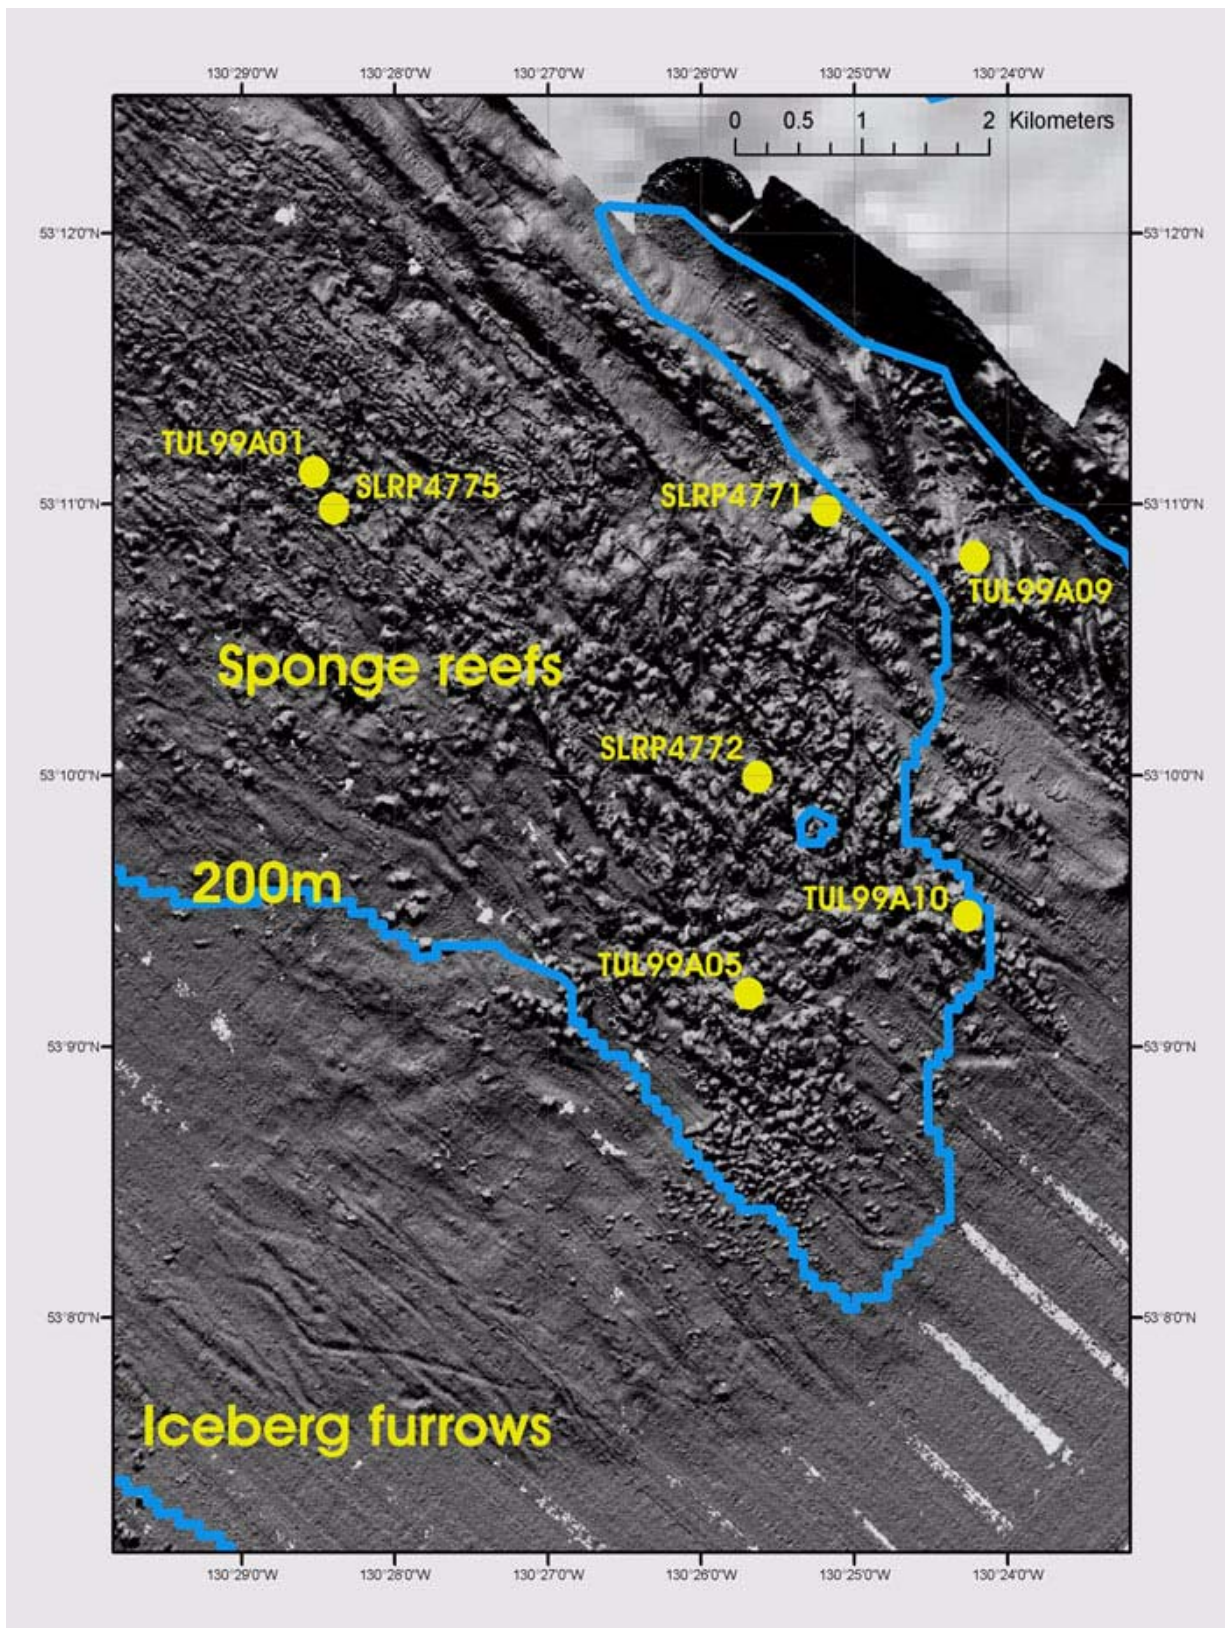 130°29'0"W 130°28'0"W 130°27'0"W 130°26'0"W 130°25'0"W 130°24'0"W
0 0.5 1 2 Kilometers
53°12'0"N 53°12'0"N
TUL99A01
SLRP4775
SLRP4771
53°11'0"N 53°11'0"N
TUL99A09
Sponge reefs
SLRP4772
53°10'0"N 53°10'0"N
200m
TUL99A10
TUL99A05
53°9'0"N 53°9'0"N
53°8'0"N 53°8'0"N
Iceberg furrows
130°29'0"W 130°28'0"W 130°27'0"W 130°26'0"W 130°25'0"W 130°24'0"W